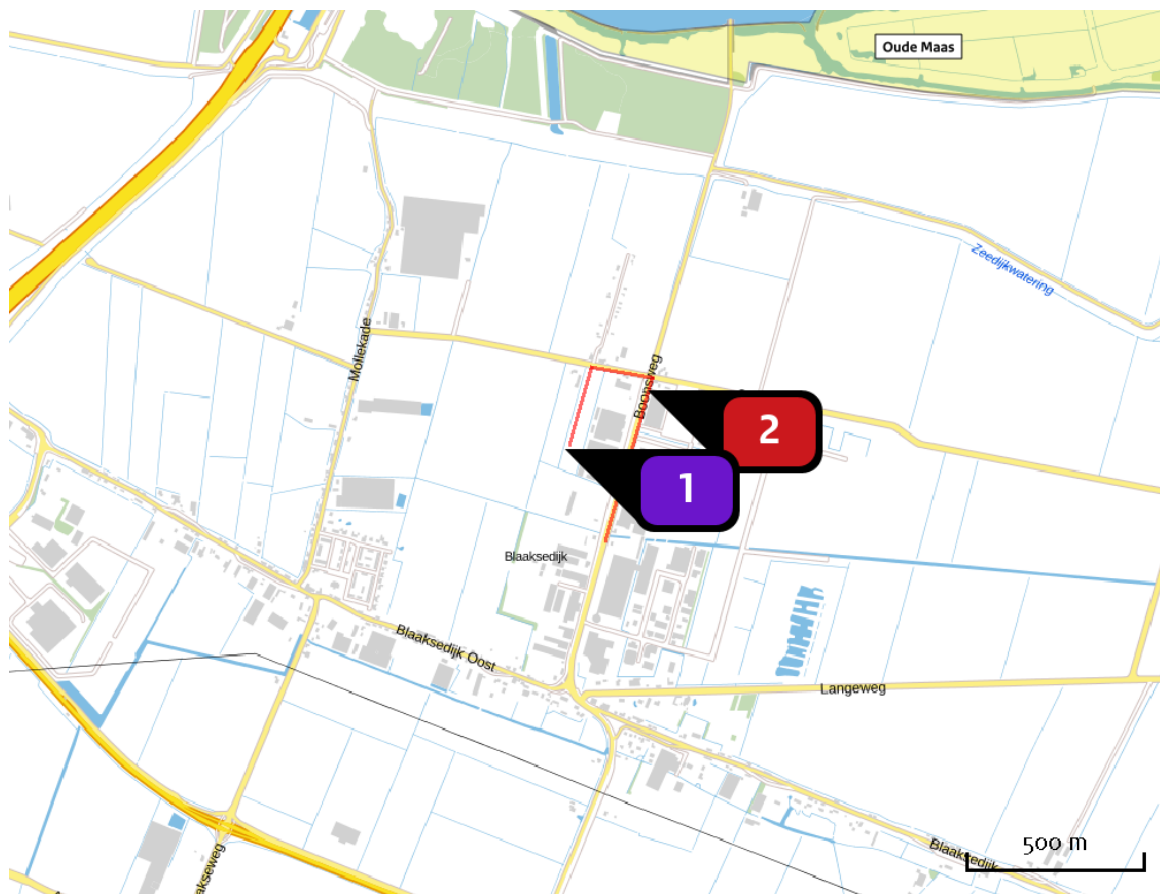 Oude Maas
Zeedijkwatering
Mollekade
Boonsweg
2
1
Blaaksedijk
Blaaksedijk Oost
Langeweg
500 m
Blaaksedijk